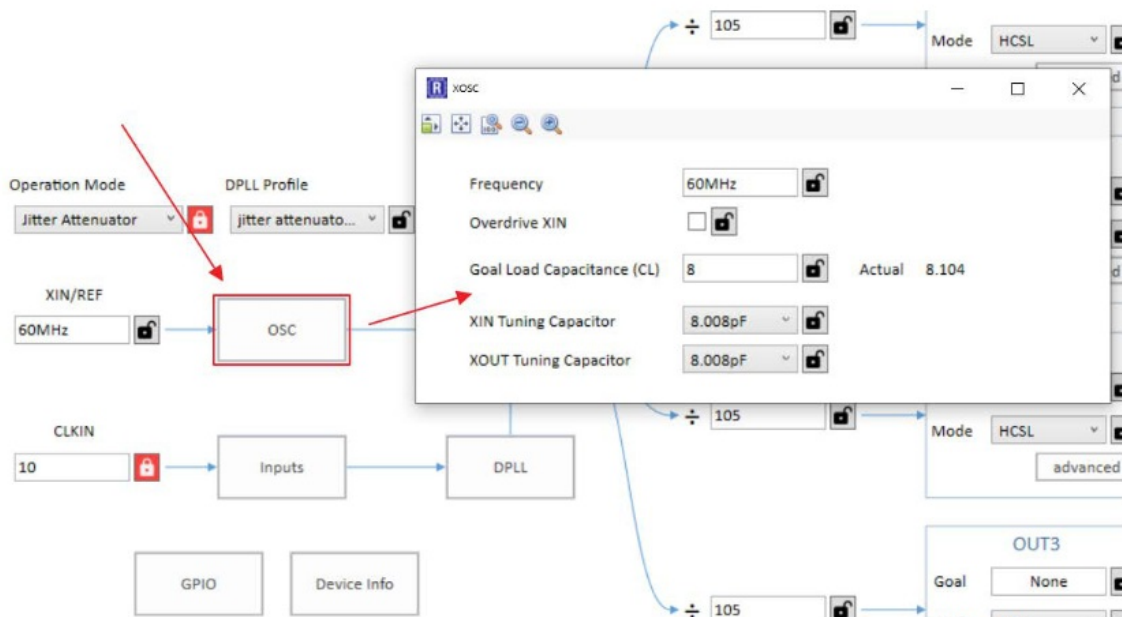 ÷ 105
Mode HCSL
XOSC
Frequency 60MHz
Overdrive XIN
Goal Load Capacitance (CL) 8 Actual 8.104
XIN Tuning Capacitor 8.008pF
XOUT Tuning Capacitor 8.008pF
Operation Mode DPLL Profile
Jitter Attenuator jitter attenuato...
XIN/REF
60MHz OSC
÷ 105
Mode HCSL
advanced
CLKIN
10 Inputs DPLL
OUT3
Goal None
GPIO Device Info
÷ 105